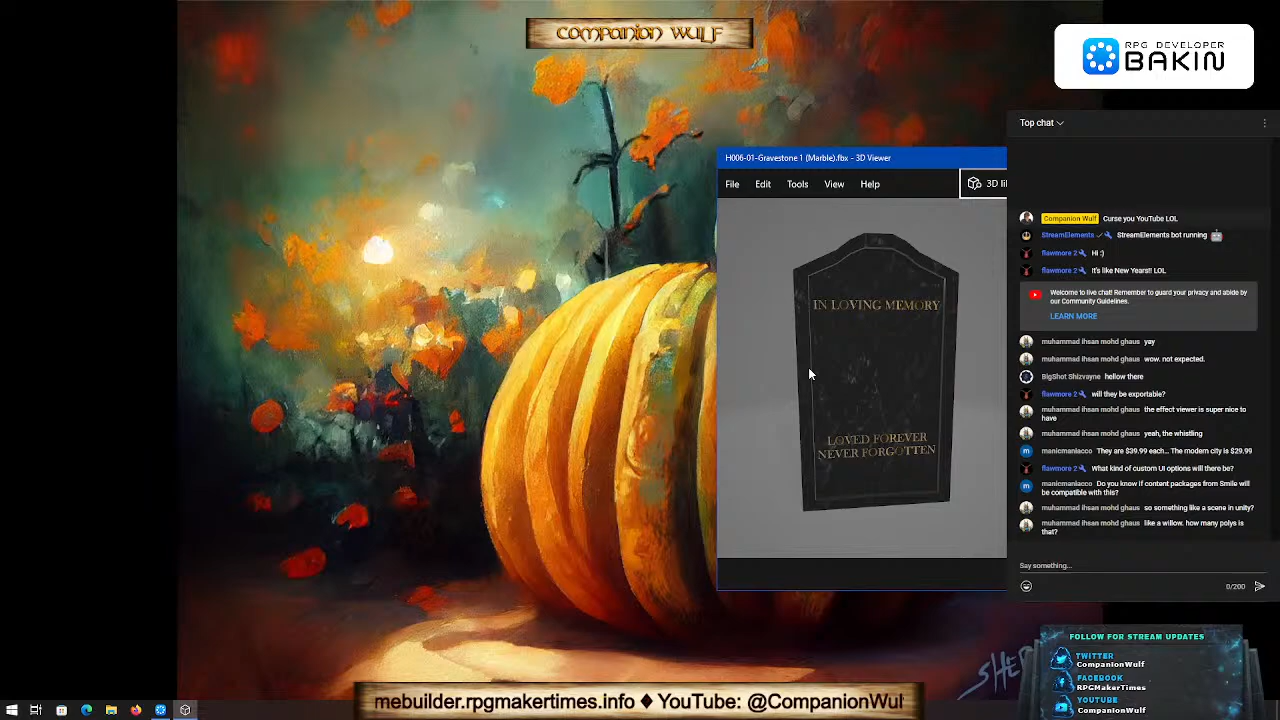 COMPANION WULF
RPG DEVELOPER
BAKIN
Top chat
H006-01-Gravestone 1 (Marble).fbx - 3D Viewer
File Edit Tools View Help
3D li
IN LOVING MEMORY
LOVED FOREVER
NEVER FORGOTTEN
Companion Wulf Curse you YouTube LOL
StreamElements StreamElements bot running
flawmore 2 Hi :)
flawmore 2 It's like New Years!! LOL
Welcome to live chat! Remember to guard your privacy and abide by
our Community Guidelines.
LEARN MORE
muhammad ihsan mohd ghaus yay
muhammad ihsan mohd ghaus wow. not expected.
BigShot Shizvayne hellow there
flawmore 2 will they be exportable?
muhammad ihsan mohd ghaus the effect viewer is super nice to
have
muhammad ihsan mohd ghaus yeah, the whistling
m manicmaniacco They are $39.99 each... The modern city is $29.99
flawmore 2 What kind of custom UI options will there be?
m manicmaniacco Do you know if content packages from Smile will
be compatible with this?
muhammad ihsan mohd ghaus so something like a scene in unity?
muhammad ihsan mohd ghaus like a willow. how many polys is
that?
Say something...
0/200
SHER
FOLLOW FOR STREAM UPDATES
TWITTER
CompanionWulf
FACEBOOK
RPGMakerTimes
YOUTUBE
CompanionWulf
mebuilder.rpgmakertimes.info ♦ YouTube: @CompanionWul